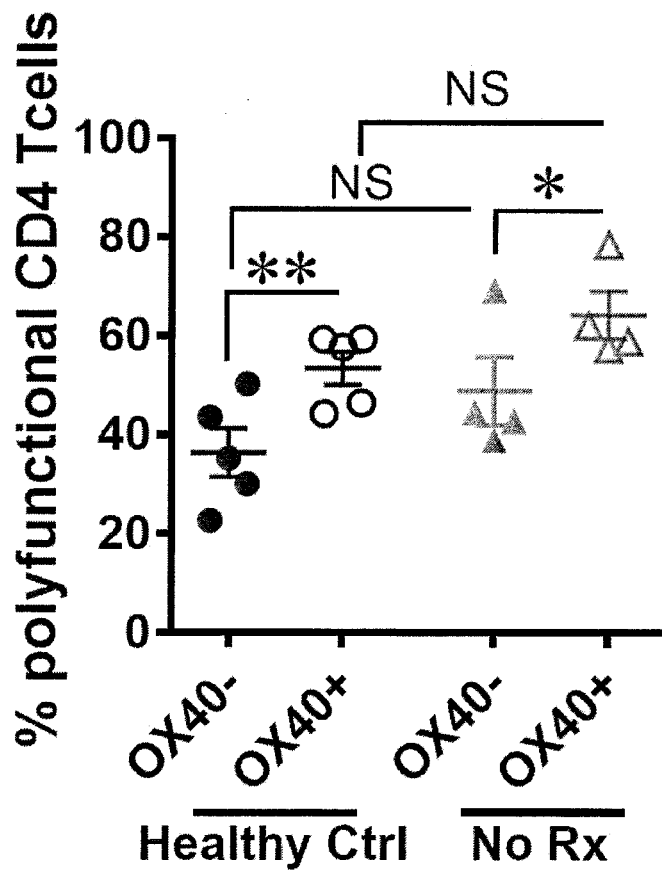 % polyfunctional CD4 Tcells
NS
100
NS
*
80
**
60
40
20
0
OX40-
OX40+
OX40-
OX40+
Healthy Ctrl
No Rx